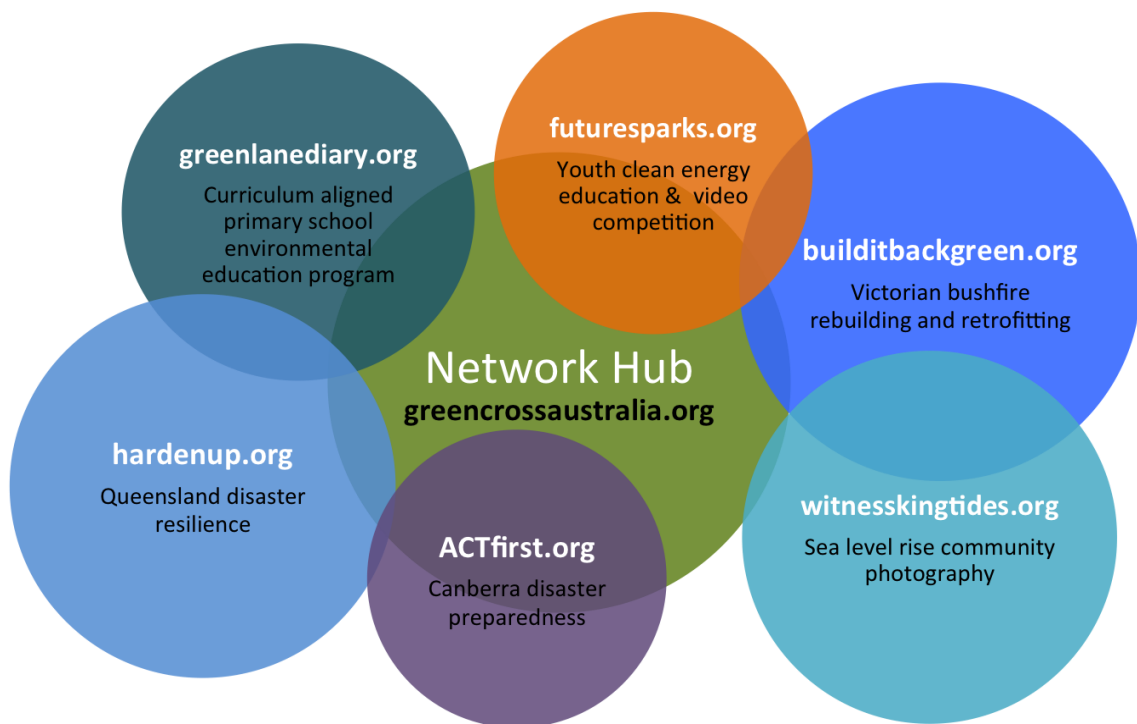 greenlanediary.org
Curriculum aligned
primary school
environmental
education program
futuresparks.org
Youth clean energy
education & video
competition
builditbackgreen.org
Victorian bushfire
rebuilding and retrofitting
Network Hub
greencrossaustralia.org
hardenup.org
Queensland disaster
resilience
ACTfirst.org
Canberra disaster
preparedness
witnesskingtides.org
Sea level rise community
photography